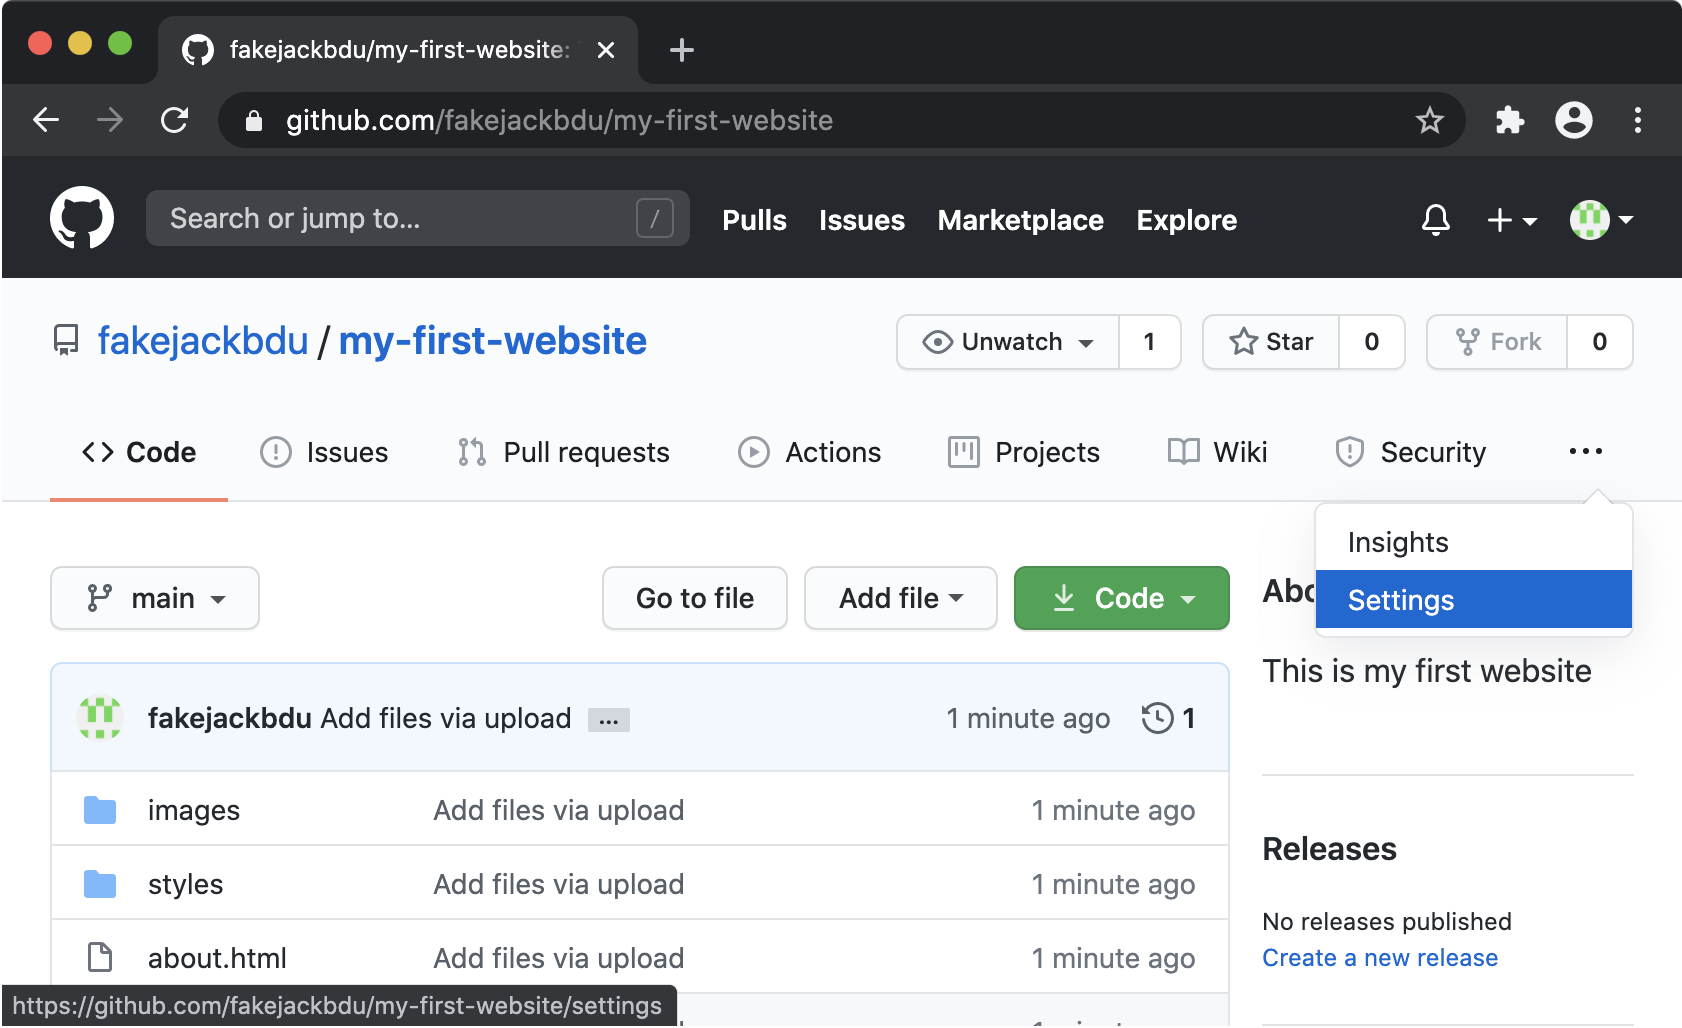 fakejackbdu/my-first-website:
github.com/fakejackbdu/my-first-website
Search or jump to... /
Pulls Issues Marketplace Explore
fakejackbdu / my-first-website
Unwatch 1 Star 0 Fork 0
Code Issues Pull requests Actions Projects Wiki Security ...
Insights
Settings
main Go to file Add file Code
This is my first website
fakejackbdu Add files via upload ... 1 minute ago 1
images Add files via upload 1 minute ago
styles Add files via upload 1 minute ago
about.html Add files via upload 1 minute ago
Releases
No releases published
Create a new release
https://github.com/fakejackbdu/my-first-website/settings